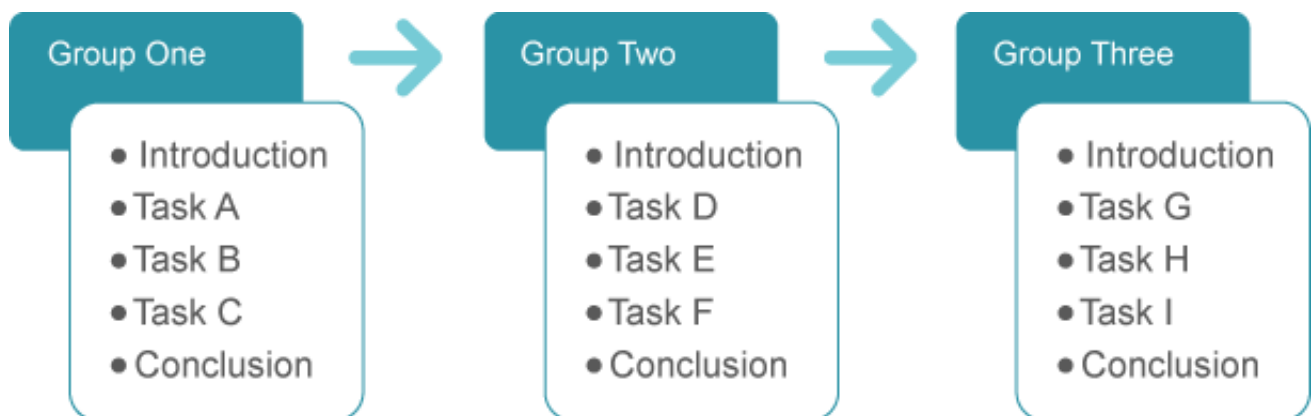 Group One
• Introduction
• Task A
• Task B
• Task C
• Conclusion
Group Two
• Introduction
• Task D
• Task E
• Task F
• Conclusion
Group Three
• Introduction
• Task G
• Task H
• Task I
• Conclusion